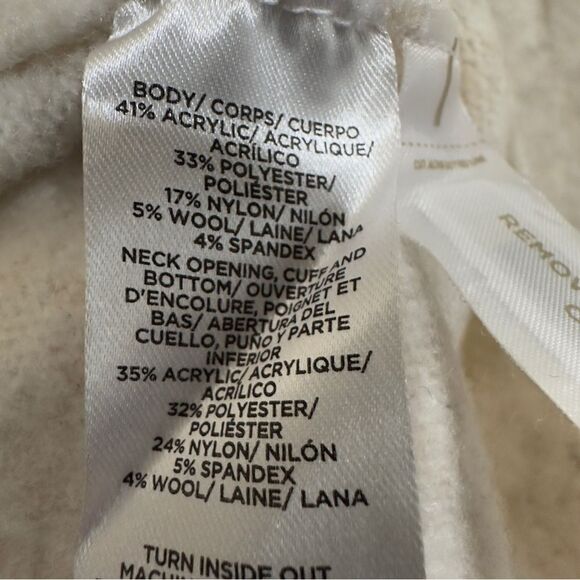 BODY/ CORPS/ CUERPO
41% ACRYLIC/ ACRYLIQUE/
ACRÍLICO
33% POLYESTER/
POLIÉSTER
17% NYLON/ NILÓN
5% WOOL/ LAINE/ LANA
4% SPANDEX
NECK OPENING, CUFF AND
BOTTOM/ OUVERTURE
D'ENCOLURE, POIGNET ET
BAS/ ABERTURA DEL
CUELLO, PUÑO Y PARTE
INFERIOR
35% ACRYLIC/ ACRYLIQUE/
ACRÍLICO
32% POLYESTER/
POLIÉSTER
24% NYLON/ NILÓN
5% SPANDEX
4% WOOL/ LAINE/ LANA
TURN INSIDE OUT
REMOV